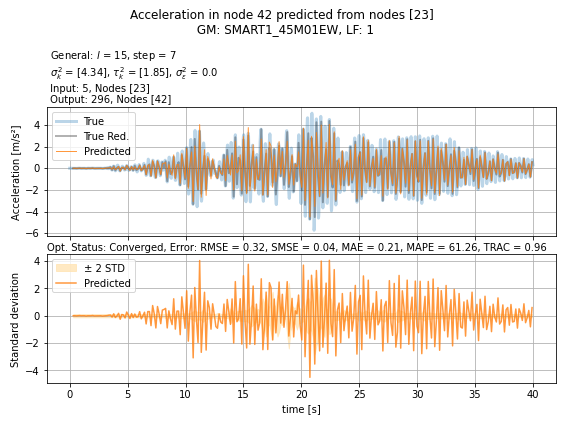 Acceleration in node 42 predicted from nodes [23]
GM: SMART1_45M01EW, LF: 1
General: l = 15, step = 7
σ²ₖ = [4.34], τ²ₖ = [1.85], σ²ε = 0.0
Input: 5, Nodes [23]
Output: 296, Nodes [42]
Acceleration [m/s²]
4
2
0
−2
−4
−6
True
True Red.
Predicted
Opt. Status: Converged, Error: RMSE = 0.32, SMSE = 0.04, MAE = 0.21, MAPE = 61.26, TRAC = 0.96
Standard deviation
4
2
0
−2
−4
± 2 STD
Predicted
0 5 10 15 20 25 30 35 40
time [s]